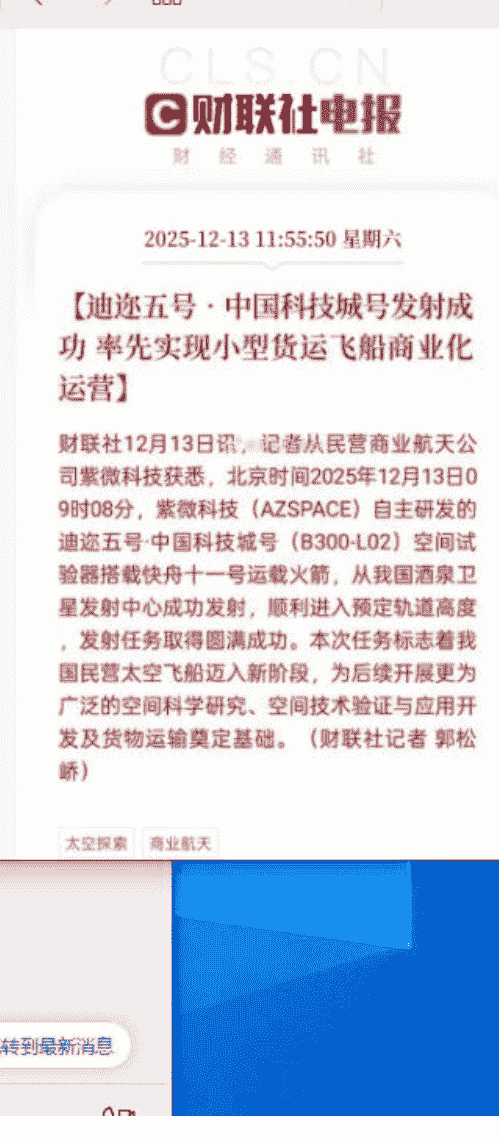 CLS.CN
财联社电报
财 经 通 讯 社
2025-12-13 11:55:50 星期六
【迪迩五号·中国科技城号发射成
功 率先实现小型货运飞船商业化
运营】
财联社12月13日讯，记者从民营商业航天公
司紫微科技获悉，北京时间2025年12月13日0
9时08分，紫微科技（AZSPACE）自主研发的
迪迩五号·中国科技城号（B300-L02）空间试
验器搭载快舟十一号运载火箭，从我国酒泉卫
星发射中心成功发射，顺利进入预定轨道高度
，发射任务取得圆满成功。本次任务标志着我
国民营太空飞船迈入新阶段，为后续开展更为
广泛的空间科学研究、空间技术验证与应用开
发及货物运输奠定基础。（财联社记者 郭松
峤）
太空探索 商业航天
转到最新消息